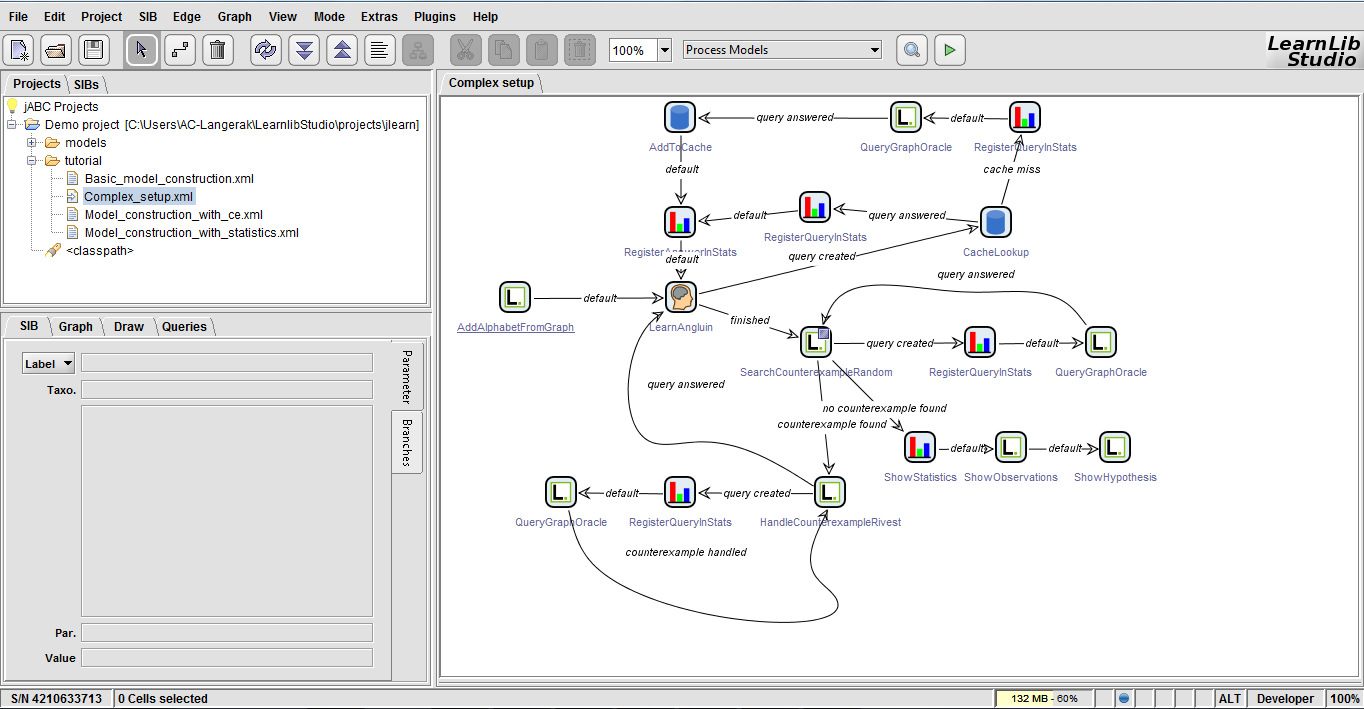 File Edit Project SIB Edge Graph View Mode Extras Plugins Help
100% Process Models
LearnLib
Studio
Projects SIBs
jABC Projects
Demo project [C:\Users\AC-Langerak\LearnlibStudio\projects\jlearn]
models
tutorial
Basic_model_construction.xml
Complex_setup.xml
Model_construction_with_ce.xml
Model_construction_with_statistics.xml
<classpath>
SIB Graph Draw Queries
Label
Taxo.
Par.
Value
Parameter
Branches
Complex setup
query answered default
AddToCache QueryGraphOracle RegisterQueryInStats
default cache miss
default query answered
RegisterQueryInStats
RegisterAnswerInStats CacheLookup
default query created
query answered
default
AddAlphabetFromGraph LearnAngluin
finished
query created default
SearchCounterexampleRandom RegisterQueryInStats QueryGraphOracle
query answered
no counterexample found
counterexample found
default default
ShowStatistics ShowObservations ShowHypothesis
default query created
QueryGraphOracle RegisterQueryInStats HandleCounterexampleRivest
counterexample handled
S/N 4210633713 0 Cells selected 132 MB - 60% ALT Developer 100%